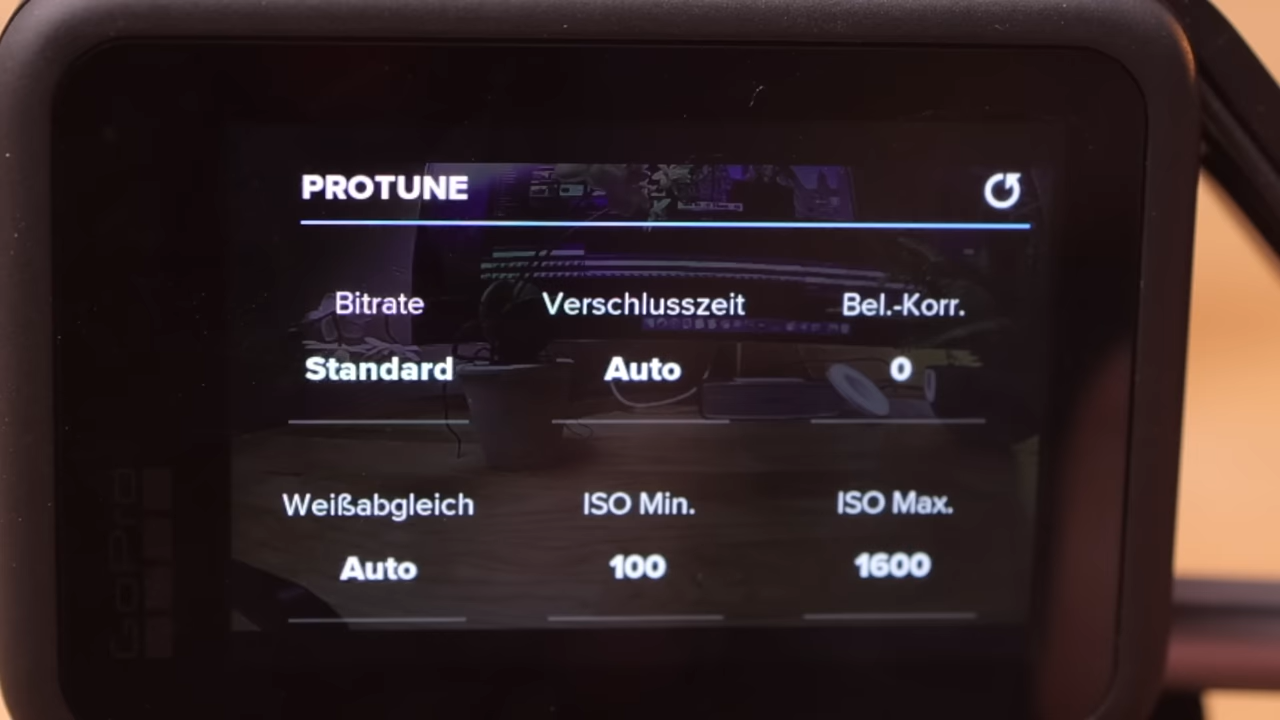 PROTUNE
Bitrate Verschlusszeit Bel.-Korr.
Standard Auto 0
Weißabgleich ISO Min. ISO Max.
Auto 100 1600
GoPro